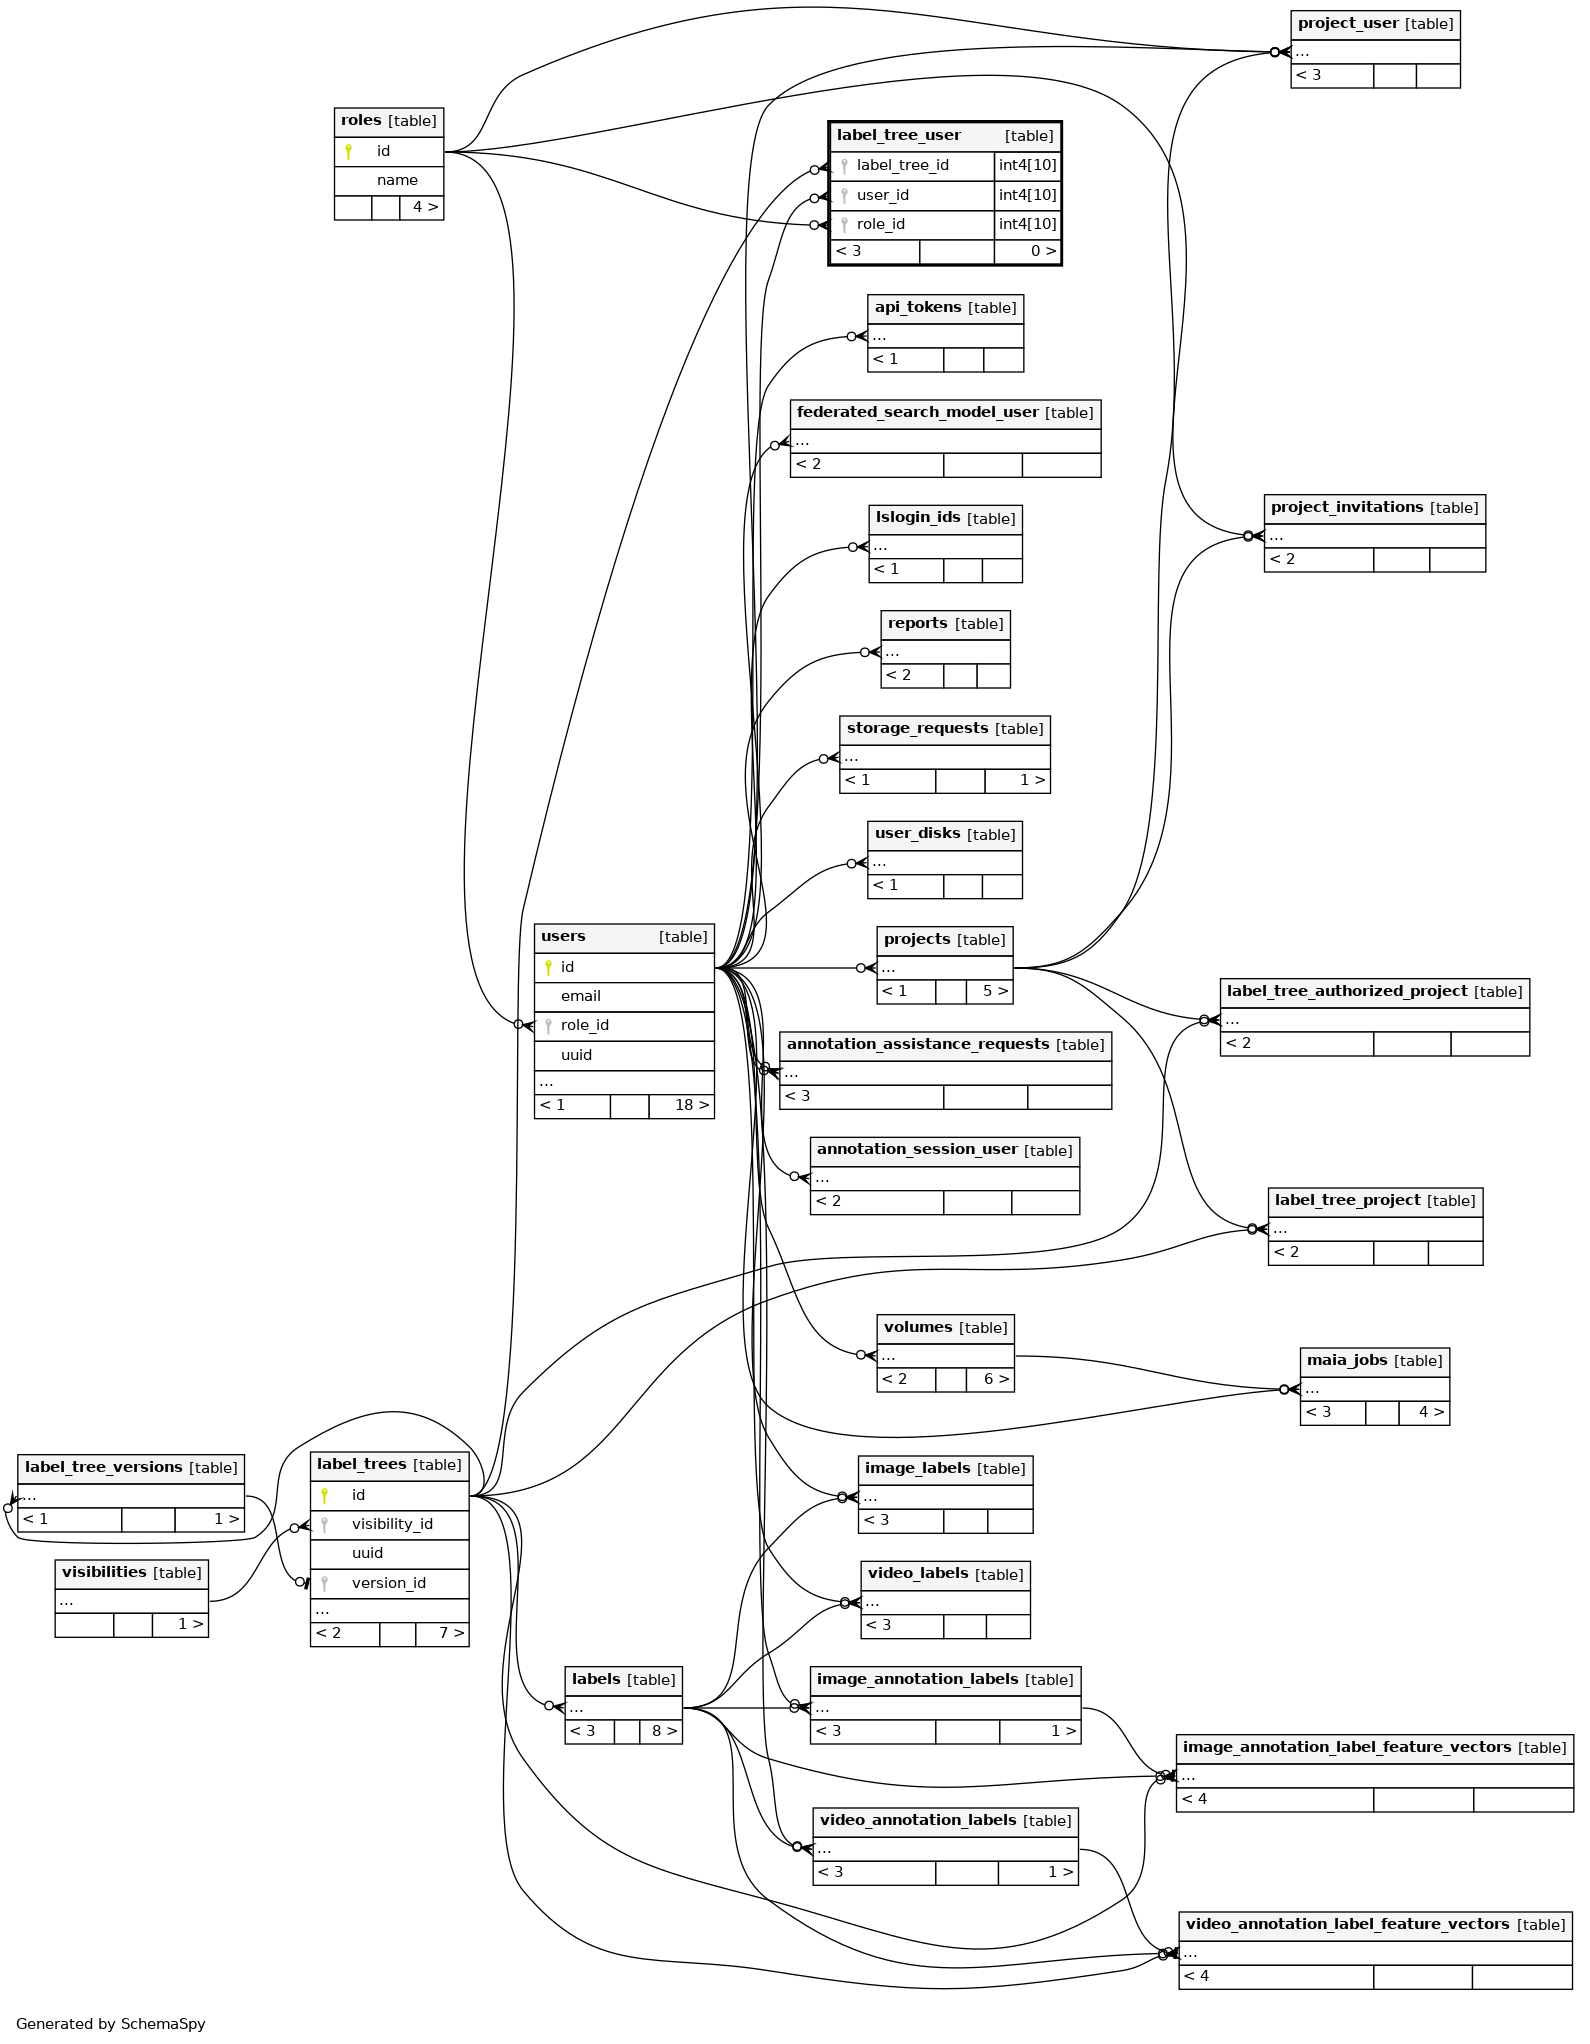 project_user [table]
...
< 3
roles [table]
id
name
4 >
label_tree_user [table]
label_tree_id int4[10]
user_id int4[10]
role_id int4[10]
< 3 0 >
api_tokens [table]
...
< 1
federated_search_model_user [table]
...
< 2
project_invitations [table]
...
< 2
lslogin_ids [table]
...
< 1
reports [table]
...
< 2
storage_requests [table]
...
< 1 1 >
user_disks [table]
...
< 1
users [table]
id
email
role_id
uuid
...
< 1 18 >
projects [table]
...
< 1 5 >
label_tree_authorized_project [table]
...
< 2
annotation_assistance_requests [table]
...
< 3
annotation_session_user [table]
...
< 2
label_tree_project [table]
...
< 2
volumes [table]
...
< 2 6 >
maia_jobs [table]
...
< 3 4 >
label_tree_versions [table]
...
< 1 1 >
label_trees [table]
id
visibility_id
uuid
version_id
...
< 2 7 >
visibilities [table]
...
1 >
image_labels [table]
...
< 3
video_labels [table]
...
< 3
labels [table]
...
< 3 8 >
image_annotation_labels [table]
...
< 3 1 >
image_annotation_label_feature_vectors [table]
...
< 4
video_annotation_labels [table]
...
< 3 1 >
video_annotation_label_feature_vectors [table]
...
< 4
Generated by SchemaSpy